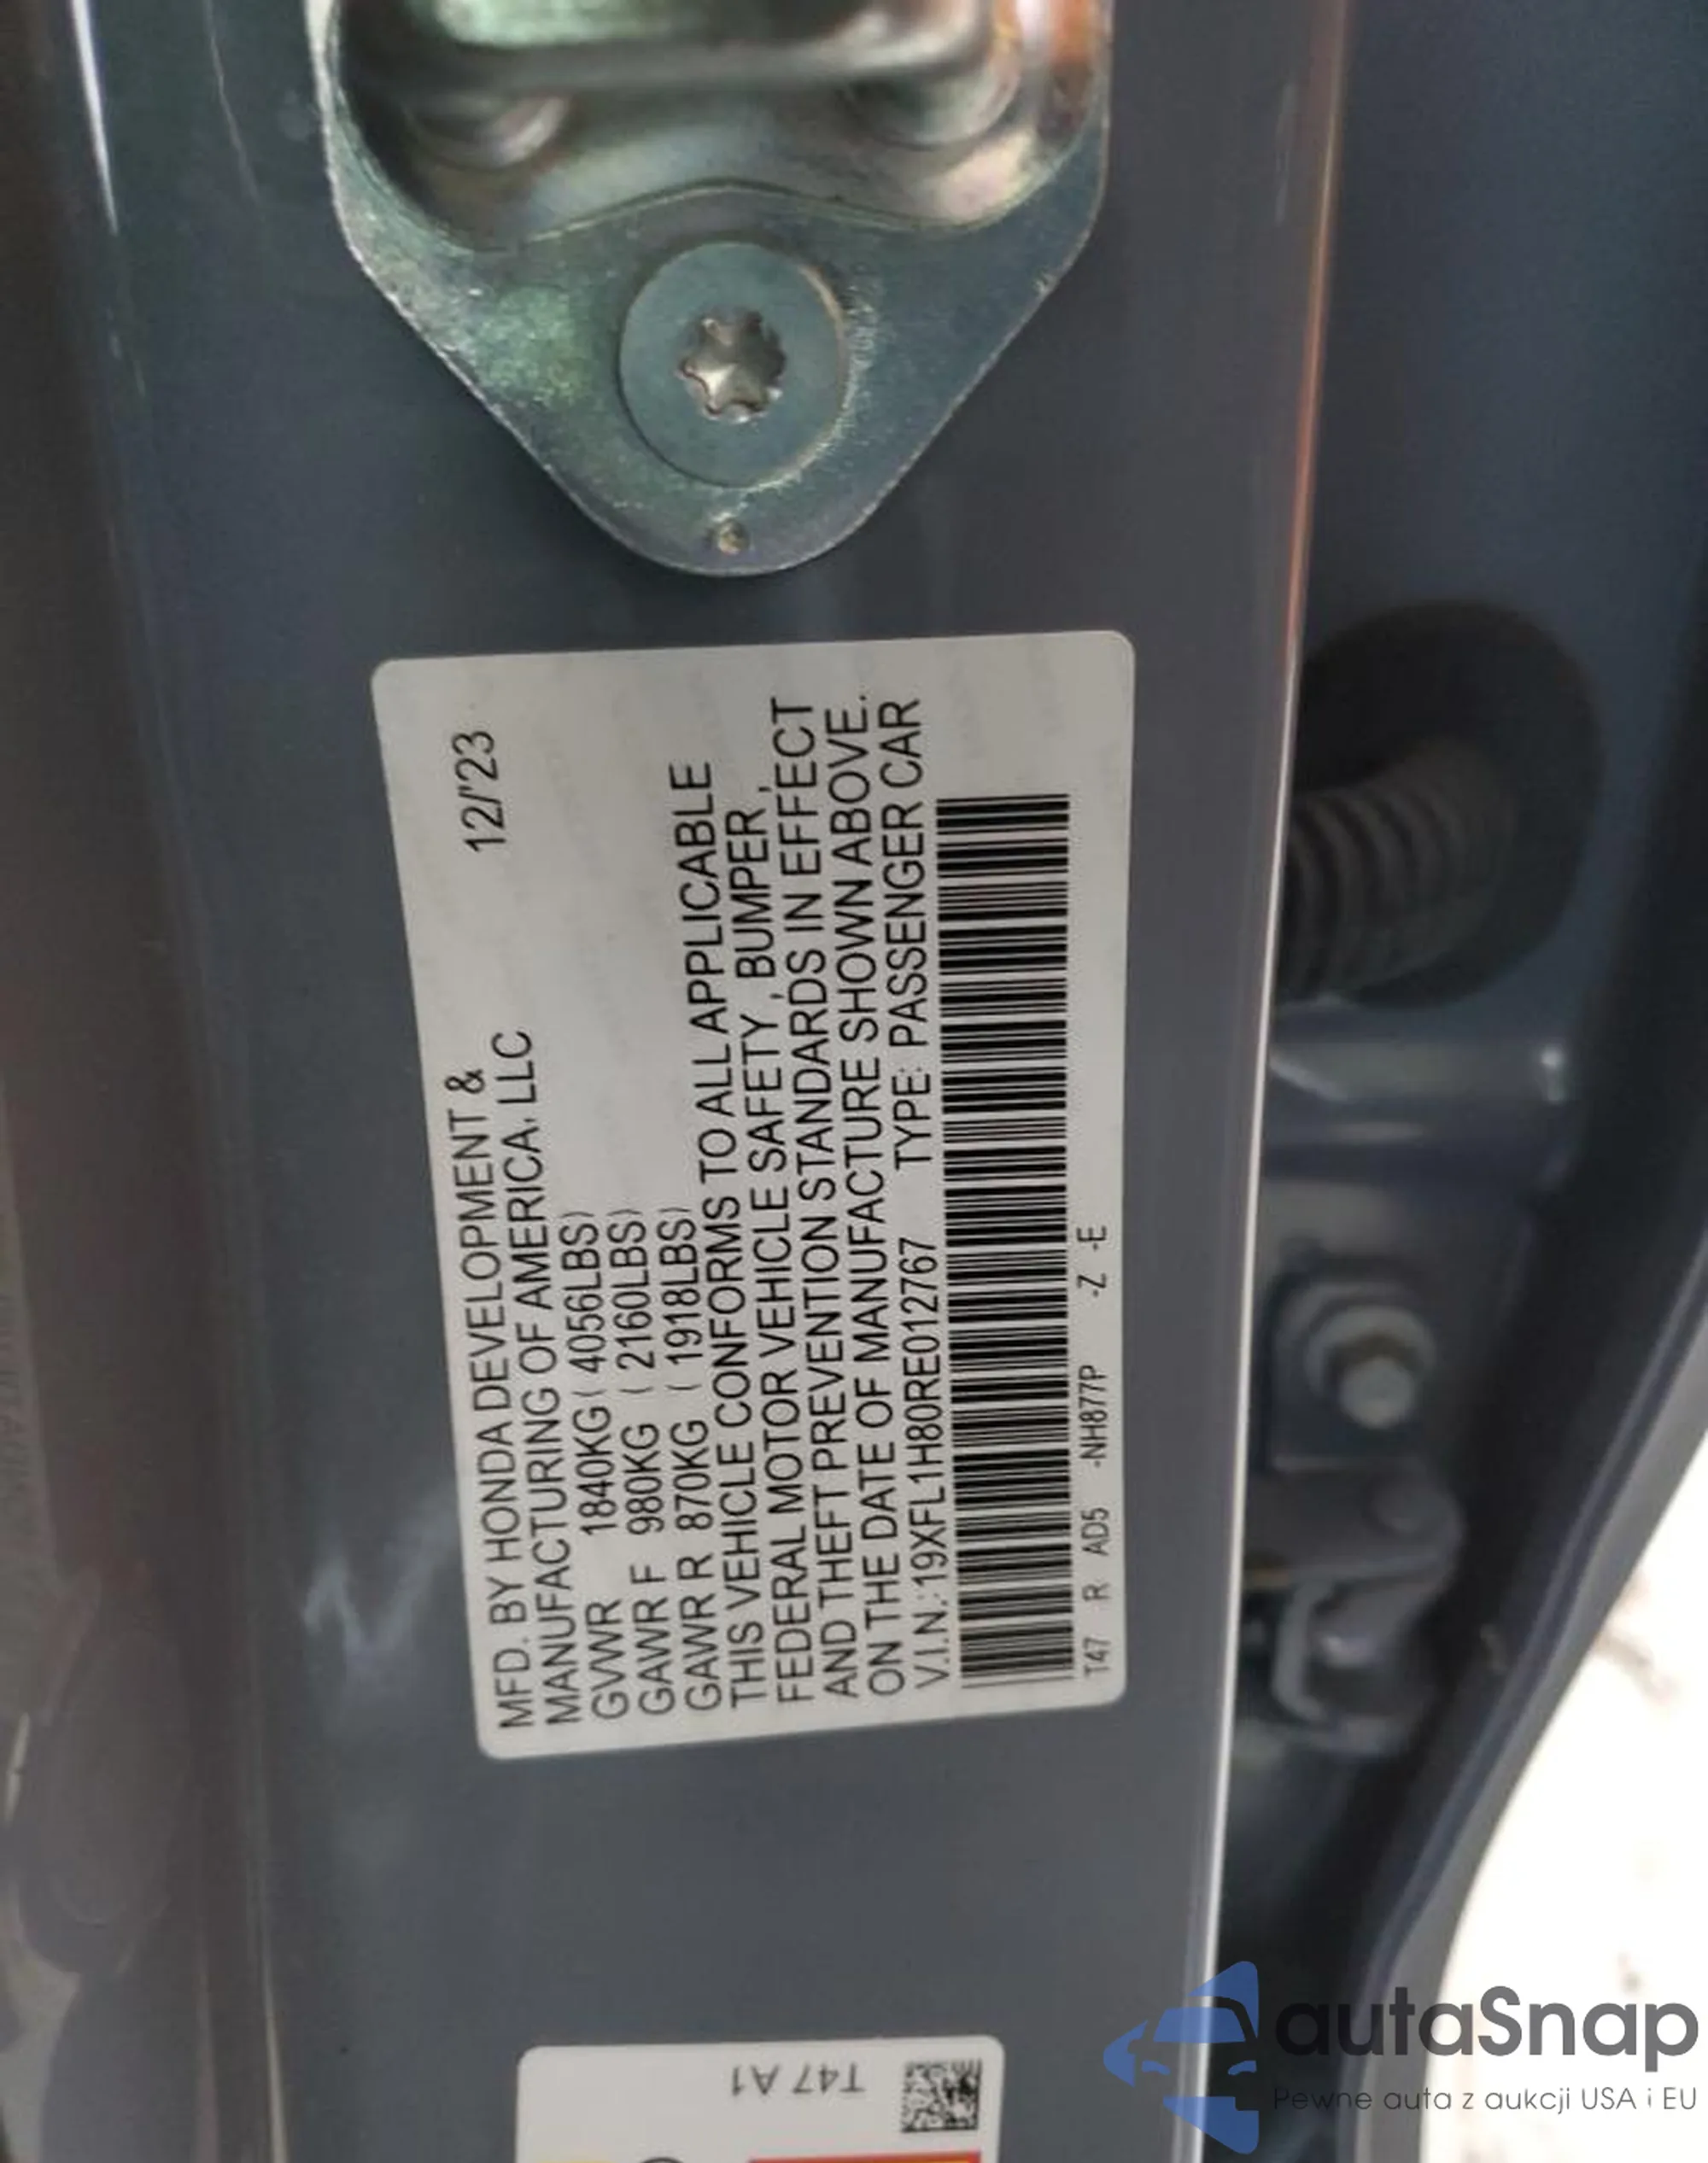 MFD. BY HONDA DEVELOPMENT & 12/'23
MANUFACTURING OF AMERICA, LLC
GVWR 1840KG ( 4056LBS)
GAWR F 980KG ( 2160LBS)
GAWR R 870KG ( 1918LBS)
THIS VEHICLE CONFORMS TO ALL APPLICABLE
FEDERAL MOTOR VEHICLE SAFETY , BUMPER ,
AND THEFT PREVENTION STANDARDS IN EFFECT
ON THE DATE OF MANUFACTURE SHOWN ABOVE.
V.I.N.: 19XFL1H80RE012767 TYPE: PASSENGER CAR
T47 R AD5 -NH877P -Z -E
T47 A1
autaSnap
Pewne auta z aukcji USA i EU